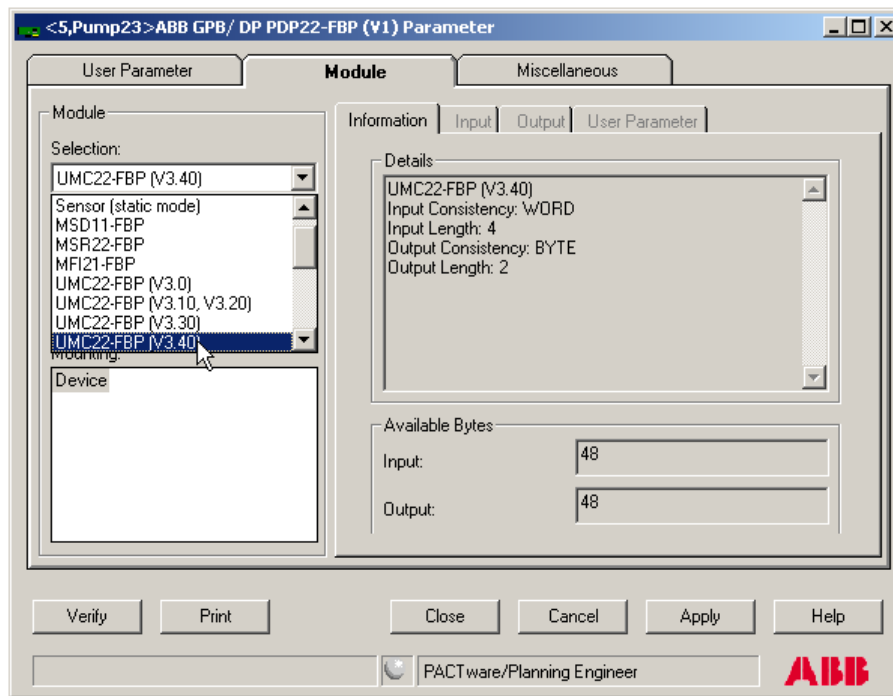 <5,Pump23>ABB GPB/ DP PDP22-FBP (V1) Parameter
User Parameter
Module
Miscellaneous
Module
Selection:
UMC22-FBP (V3.40)
Sensor (static mode)
MSD11-FBP
MSR22-FBP
MFI21-FBP
UMC22-FBP (V3.0)
UMC22-FBP (V3.10, V3.20)
UMC22-FBP (V3.30)
UMC22-FBP (V3.40)
Mounting:
Device
Information
Input
Output
User Parameter
Details
UMC22-FBP (V3.40)
Input Consistency: WORD
Input Length: 4
Output Consistency: BYTE
Output Length: 2
Available Bytes
Input: 48
Output: 48
Verify
Print
Close
Cancel
Apply
Help
PACTware/Planning Engineer
ABB